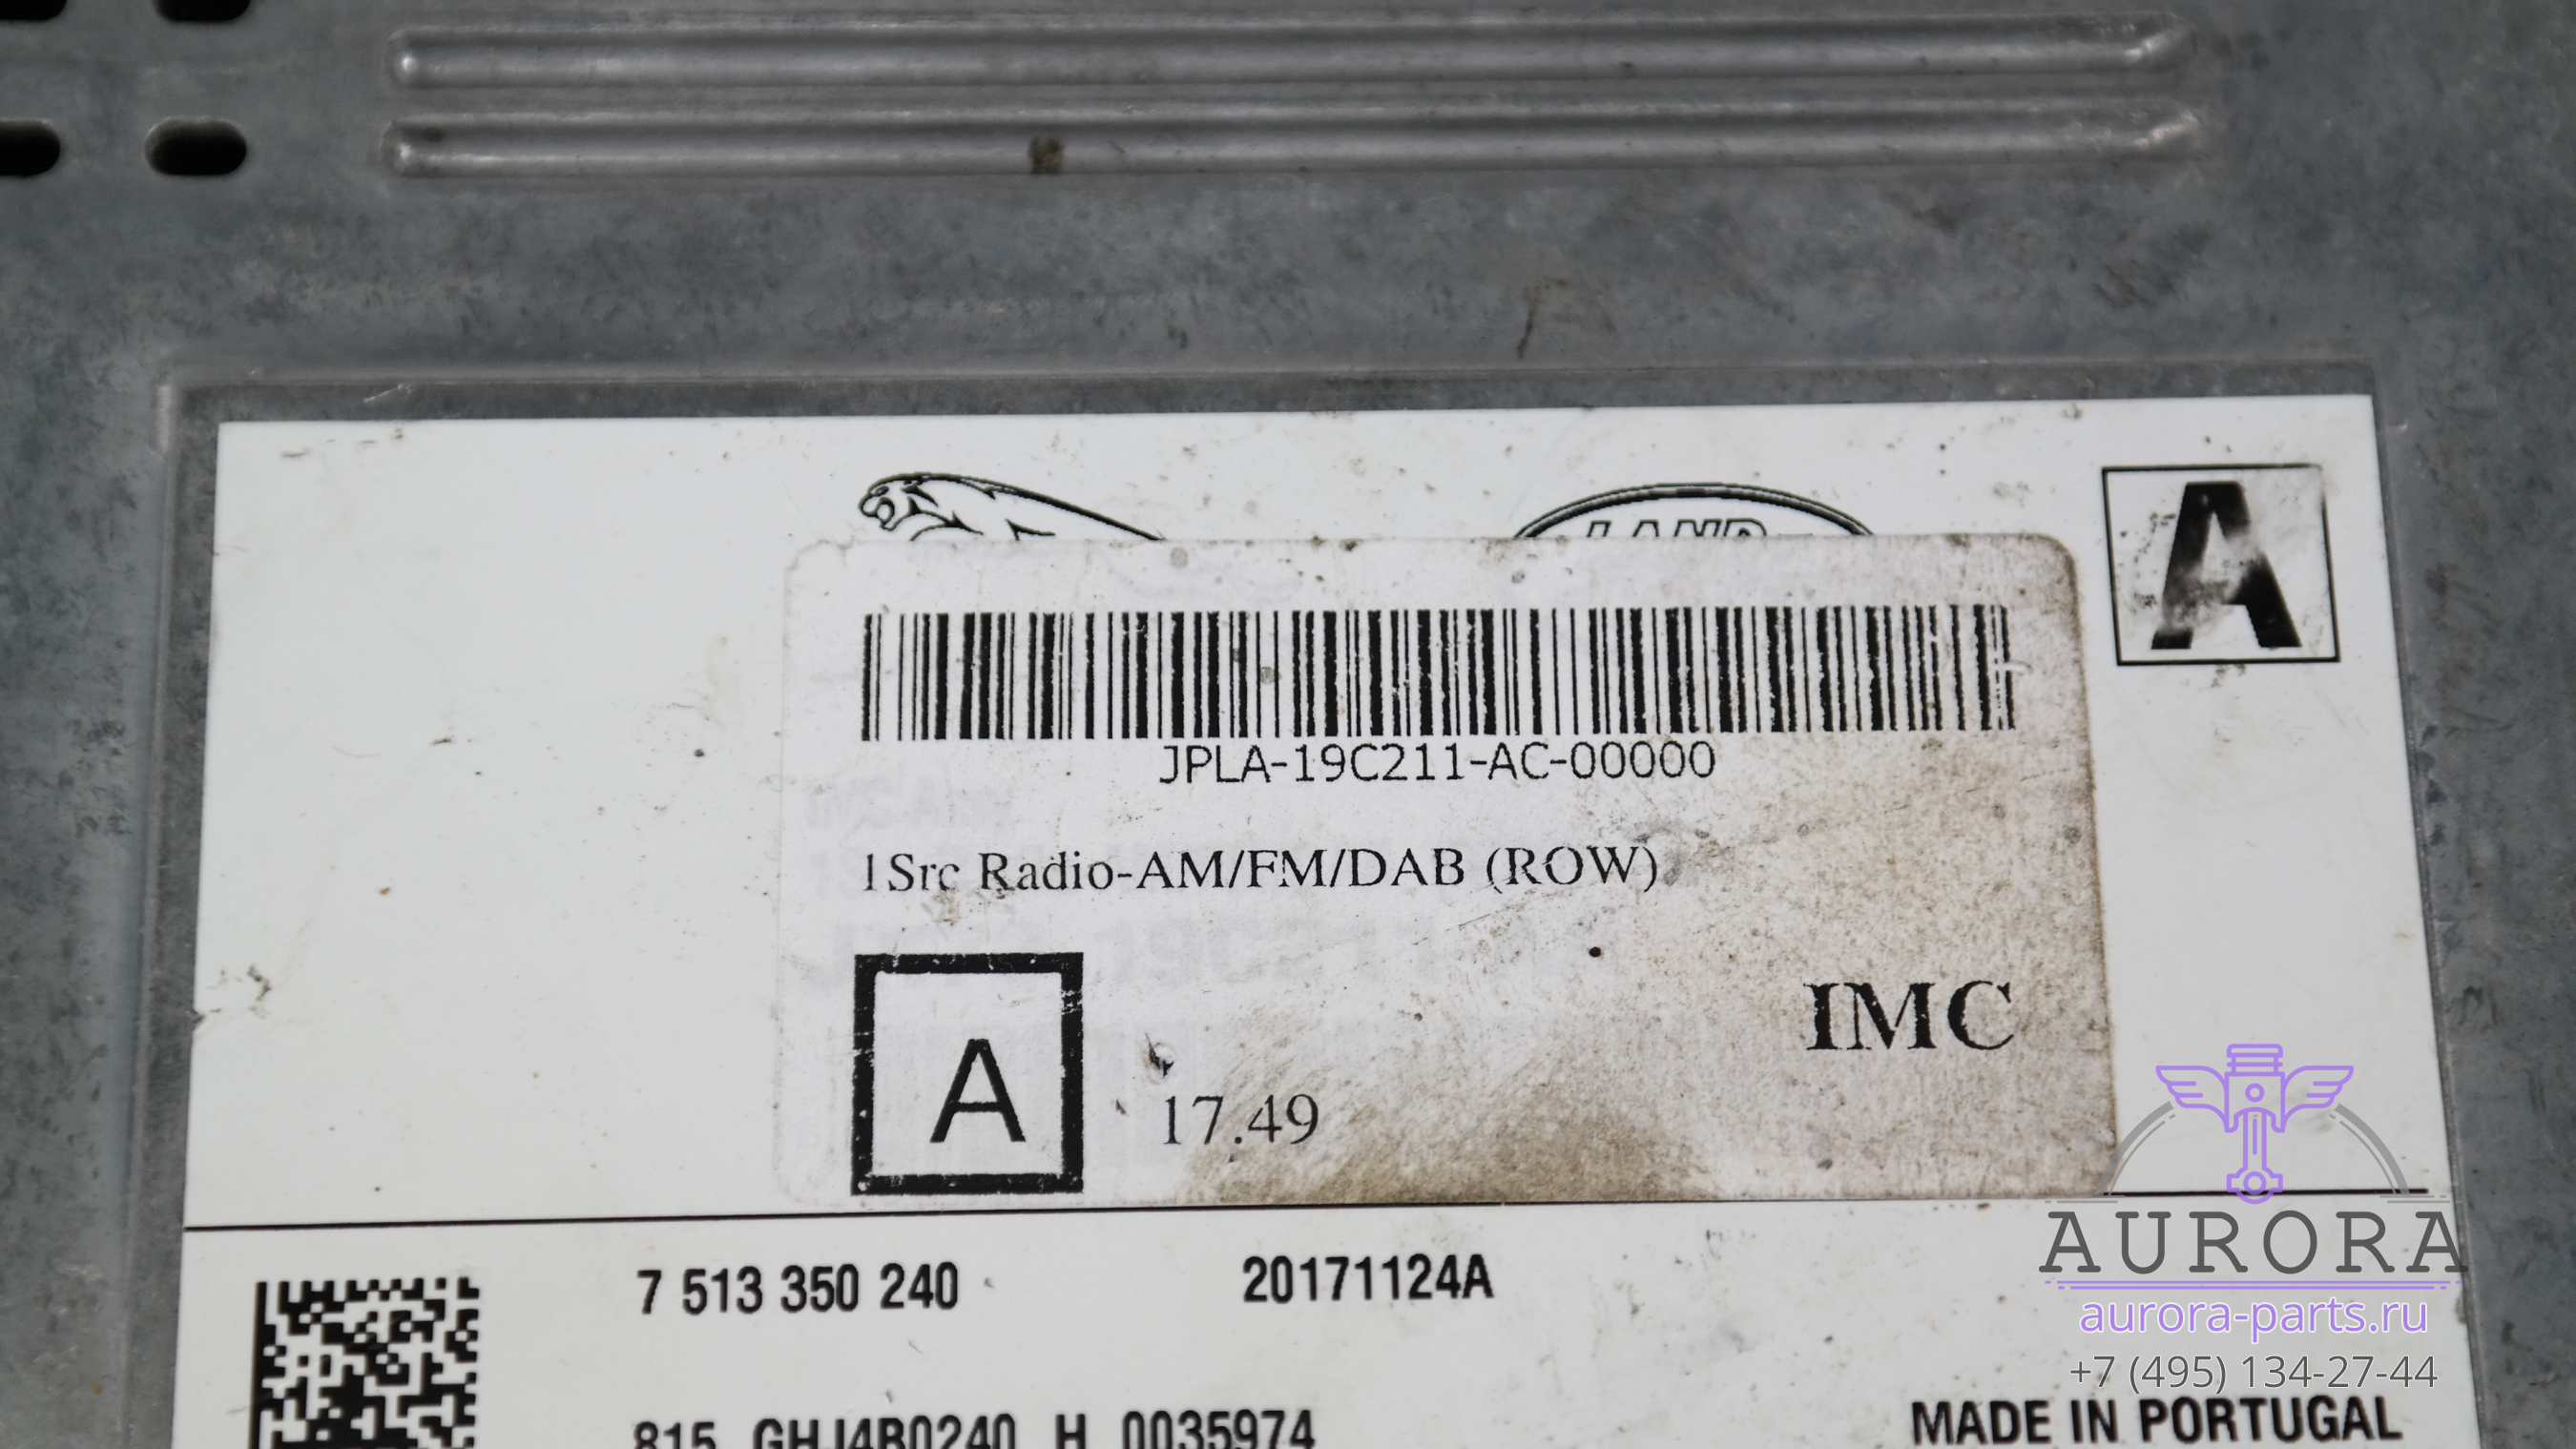 LAND
A
JPLA-19C211-AC-00000
1Src Radio-AM/FM/DAB (ROW)
IMC
A
17.49
7 513 350 240 20171124A
815 GHJ4B0240 H 0035974
MADE IN PORTUGAL
AURORA
aurora-parts.ru
+7 (495) 134-27-44